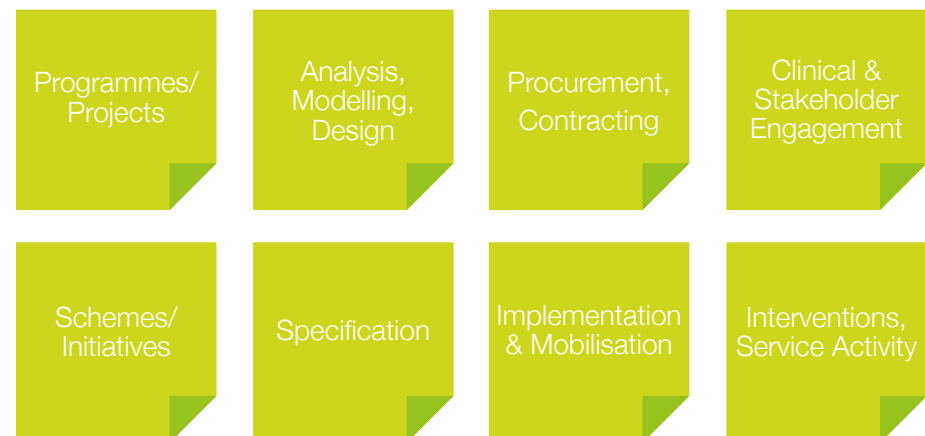 Programmes/
Projects
Analysis,
Modelling,
Design
Procurement,
Contracting
Clinical &
Stakeholder
Engagement
Schemes/
Initiatives
Specification
Implementation
& Mobilisation
Interventions,
Service Activity